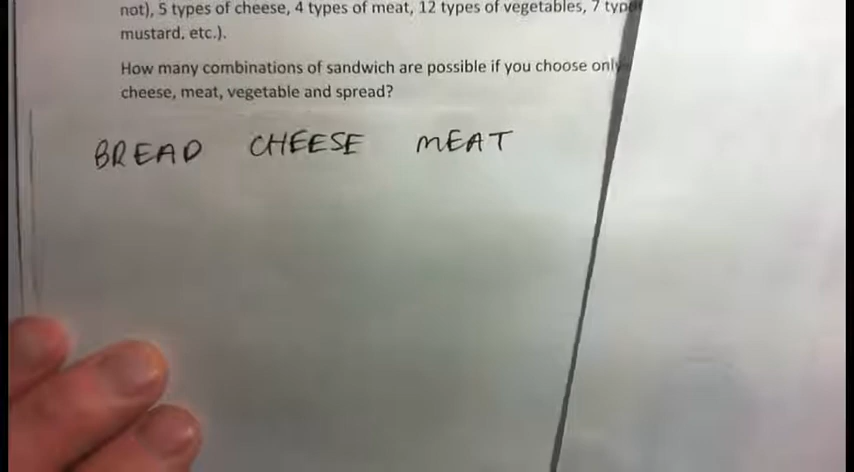 not), 5 types of cheese, 4 types of meat, 12 types of vegetables, 7
mustard, etc.).
How many combinations of sandwich are possible if you choose only
cheese, meat, vegetable and spread?
BREAD CHEESE MEAT